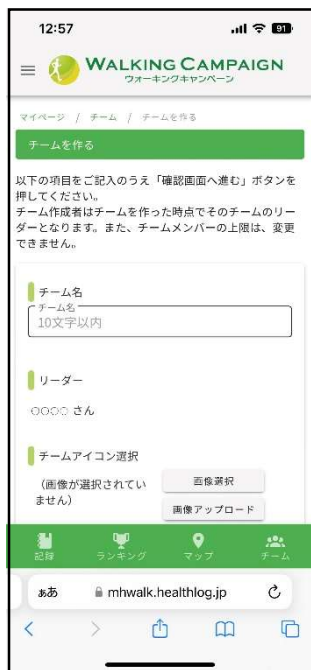 12:57
91
WALKING CAMPAIGN
ウォーキングキャンペーン
マイページ / チーム / チームを作る
チームを作る
以下の項目をご記入のうえ「確認画面へ進む」ボタンを
押してください。
チーム作成者はチームを作った時点でそのチームのリー
ダーとなります。また、チームメンバーの上限は、変更
できません。
チーム名
チーム名
10文字以内
リーダー
○○○○ さん
チームアイコン選択
(画像が選択されてい
ません)
画像選択
画像アップロード
記録 ランキング マップ チーム
ぁあ mhwalk.healthlog.jp